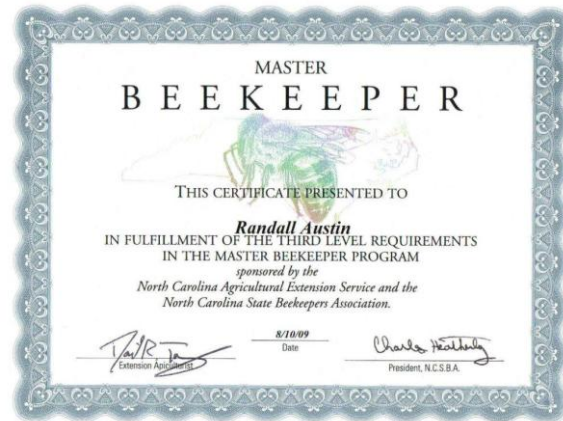 MASTER
BEEKEEPER
THIS CERTIFICATE PRESENTED TO
Randall Austin
IN FULFILLMENT OF THE THIRD LEVEL REQUIREMENTS
IN THE MASTER BEEKEEPER PROGRAM
sponsored by the
North Carolina Agricultural Extension Service and the
North Carolina State Beekeepers Association.
8/10/09
Date
Extension Apiculturist
Charles Heatherly
President, N.C.S.B.A.